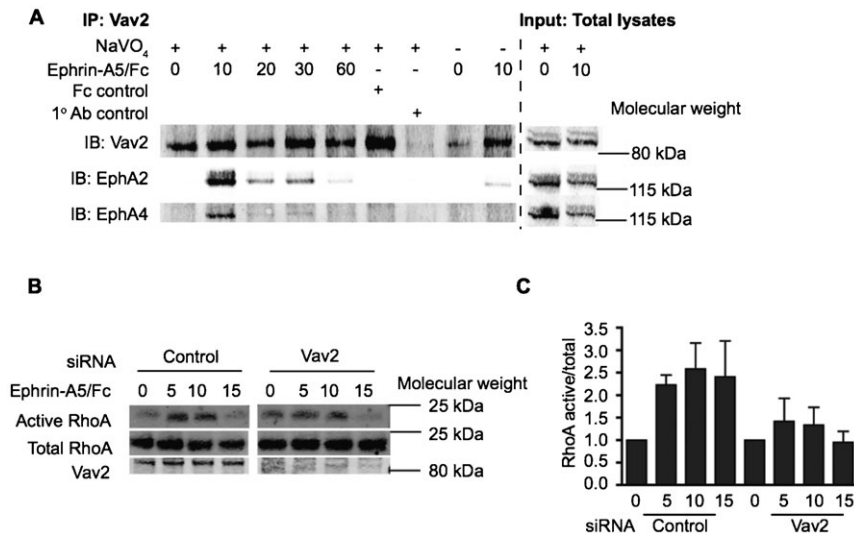 A IP: Vav2 Input: Total lysates
NaVO4 + + + + + + + - - + +
Ephrin-A5/Fc 0 10 20 30 60 - - 0 10 0 10
Fc control +
1o Ab control + Molecular weight
IB: Vav2 80 kDa
IB: EphA2 115 kDa
IB: EphA4 115 kDa
B
siRNA Control Vav2
Ephrin-A5/Fc 0 5 10 15 0 5 10 15 Molecular weight
Active RhoA 25 kDa
Total RhoA 25 kDa
Vav2 80 kDa
C
RhoA active/total
3.5
3.0
2.5
2.0
1.5
1.0
0.5
0.0
0 5 10 15 0 5 10 15
siRNA Control Vav2